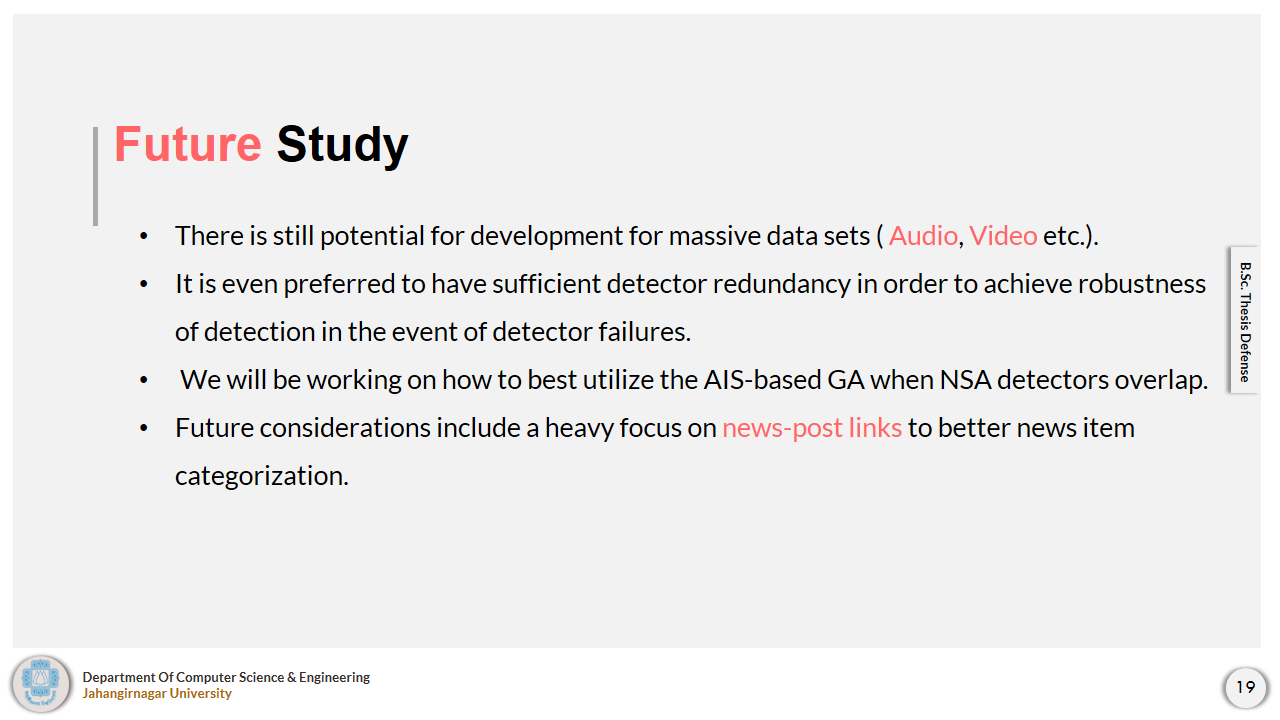 Future Study
• There is still potential for development for massive data sets ( Audio, Video etc.).
• It is even preferred to have sufficient detector redundancy in order to achieve robustness
of detection in the event of detector failures.
• We will be working on how to best utilize the AIS-based GA when NSA detectors overlap.
• Future considerations include a heavy focus on news-post links to better news item
categorization.
B.Sc. Thesis Defense
Department Of Computer Science & Engineering
Jahangirnagar University
19